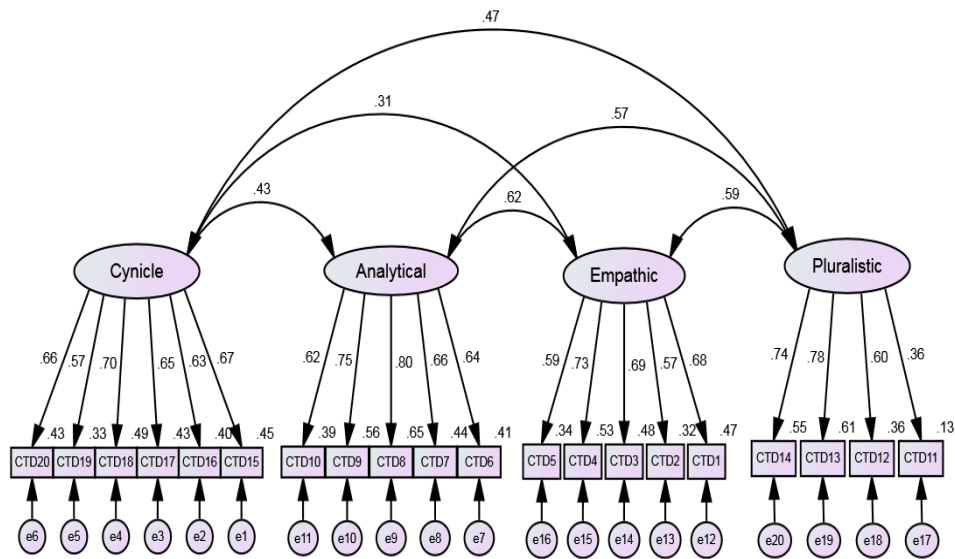 .47
.31
.57
.43
.62
.59
Cynicle
Analytical
Empathic
Pluralistic
.66 .57 .70 .65 .63 .67
.62 .75 .80 .66 .64
.59 .73 .69 .57 .68
.74 .78 .60 .36
.43 .33 .49 .43 .40 .45
.39 .56 .65 .44 .41
.34 .53 .48 .32 .47
.55 .61 .36 .13
CTD20 CTD19 CTD18 CTD17 CTD16 CTD15
CTD10 CTD9 CTD8 CTD7 CTD6
CTD5 CTD4 CTD3 CTD2 CTD1
CTD14 CTD13 CTD12 CTD11
e6 e5 e4 e3 e2 e1
e11 e10 e9 e8 e7
e16 e15 e14 e13 e12
e20 e19 e18 e17